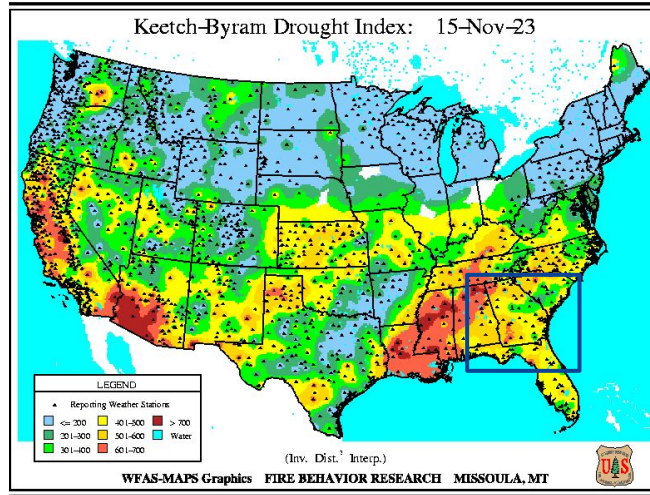 Keetch-Byram Drought Index: 15-Nov-23
LEGEND
Reporting Weather Stations
<= 200
401-500
> 700
201-300
501-600
Water
301-400
601-700
(Inv. Dist.² Interp.)
WFAS-MAPS Graphics FIRE BEHAVIOR RESEARCH MISSOULA, MT